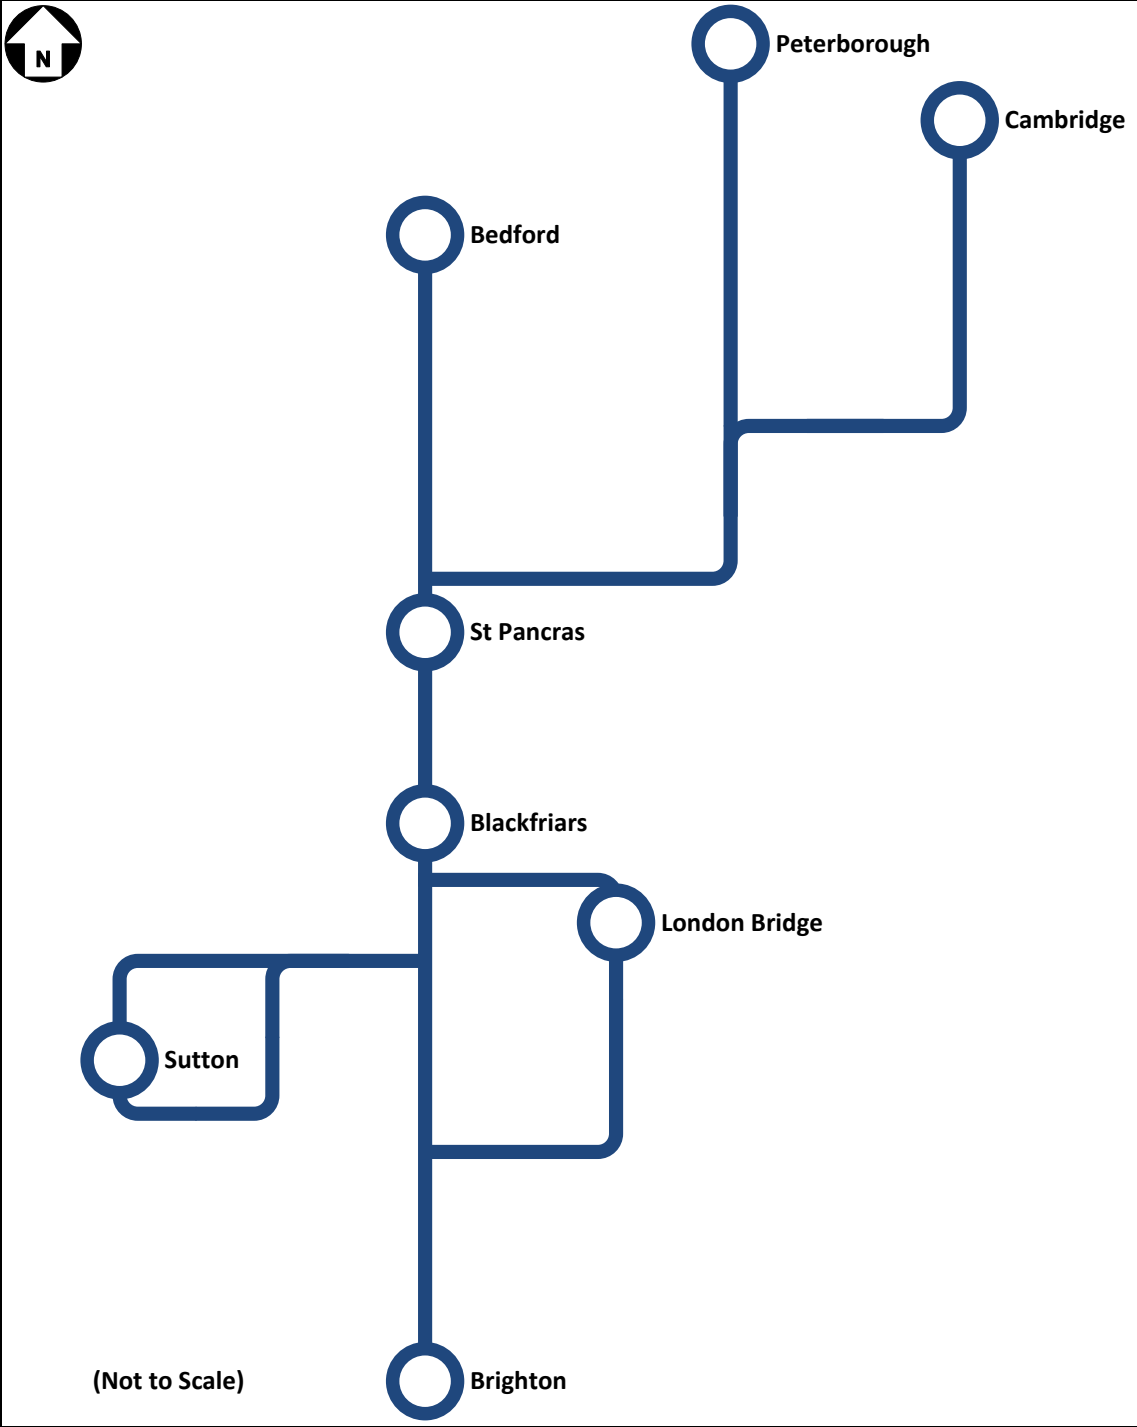 N
Peterborough
Cambridge
Bedford
St Pancras
Blackfriars
London Bridge
Sutton
(Not to Scale)
Brighton